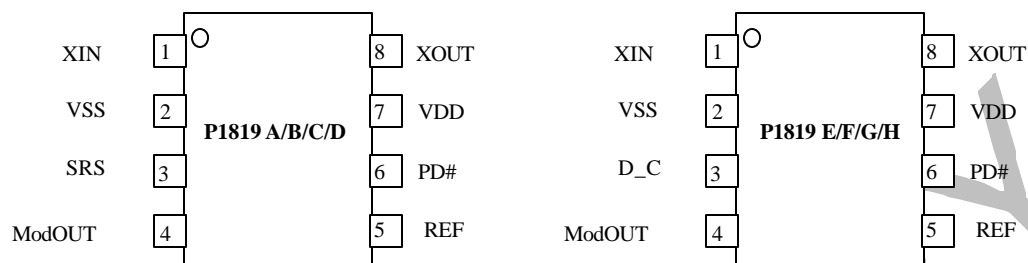 XIN 1 8 XOUT
VSS 2 7 VDD
P1819 A/B/C/D
SRS 3 6 PD#
ModOUT 4 5 REF
XIN 1 8 XOUT
VSS 2 7 VDD
P1819 E/F/G/H
D_C 3 6 PD#
ModOUT 4 5 REF